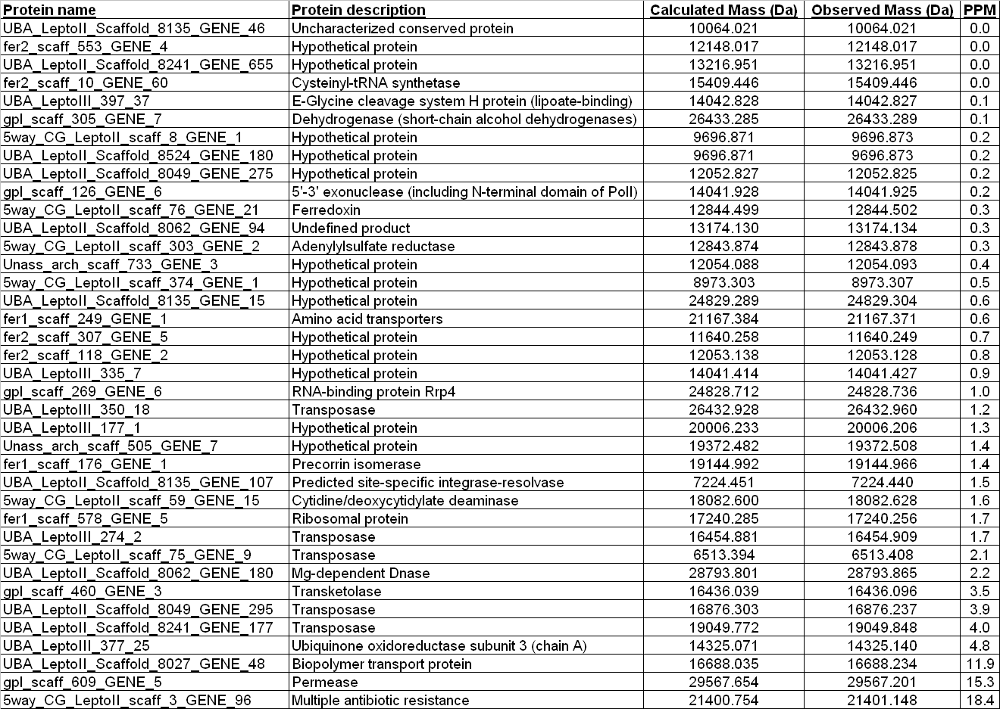 Protein name Protein description Calculated Mass (Da) Observed Mass (Da) PPM
UBA_LeptoII_Scaffold_8135_GENE_46 Uncharacterized conserved protein 10064.021 10064.021 0.0
fer2_scaff_553_GENE_4 Hypothetical protein 12148.017 12148.017 0.0
UBA_LeptoII_Scaffold_8241_GENE_655 Hypothetical protein 13216.951 13216.951 0.0
fer2_scaff_10_GENE_60 Cysteinyl-tRNA synthetase 15409.446 15409.446 0.0
UBA_LeptoIII_397_37 E-Glycine cleavage system H protein (lipoate-binding) 14042.828 14042.827 0.1
gpl_scaff_305_GENE_7 Dehydrogenase (short-chain alcohol dehydrogenases) 26433.285 26433.289 0.1
5way_CG_LeptoII_scaff_8_GENE_1 Hypothetical protein 9696.871 9696.873 0.2
UBA_LeptoII_Scaffold_8524_GENE_180 Hypothetical protein 9696.871 9696.873 0.2
UBA_LeptoII_Scaffold_8049_GENE_275 Hypothetical protein 12052.827 12052.825 0.2
gpl_scaff_126_GENE_6 5'-3' exonuclease (including N-terminal domain of PolI) 14041.928 14041.925 0.2
5way_CG_LeptoII_scaff_76_GENE_21 Ferredoxin 12844.499 12844.502 0.3
UBA_LeptoII_Scaffold_8062_GENE_94 Undefined product 13174.130 13174.134 0.3
5way_CG_LeptoII_scaff_303_GENE_2 Adenylylsulfate reductase 12843.874 12843.878 0.3
Unass_arch_scaff_733_GENE_3 Hypothetical protein 12054.088 12054.093 0.4
5way_CG_LeptoII_scaff_374_GENE_1 Hypothetical protein 8973.303 8973.307 0.5
UBA_LeptoII_Scaffold_8135_GENE_15 Hypothetical protein 24829.289 24829.304 0.6
fer1_scaff_249_GENE_1 Amino acid transporters 21167.384 21167.371 0.6
fer2_scaff_307_GENE_5 Hypothetical protein 11640.258 11640.249 0.7
fer2_scaff_118_GENE_2 Hypothetical protein 12053.138 12053.128 0.8
UBA_LeptoIII_335_7 Hypothetical protein 14041.414 14041.427 0.9
gpl_scaff_269_GENE_6 RNA-binding protein Rrp4 24828.712 24828.736 1.0
UBA_LeptoIII_350_18 Transposase 26432.928 26432.960 1.2
UBA_LeptoIII_177_1 Hypothetical protein 20006.233 20006.206 1.3
Unass_arch_scaff_505_GENE_7 Hypothetical protein 19372.482 19372.508 1.4
fer1_scaff_176_GENE_1 Precorrin isomerase 19144.992 19144.966 1.4
UBA_LeptoII_Scaffold_8135_GENE_107 Predicted site-specific integrase-resolvase 7224.451 7224.440 1.5
5way_CG_LeptoII_scaff_59_GENE_15 Cytidine/deoxycytidylate deaminase 18082.600 18082.628 1.6
fer1_scaff_578_GENE_5 Ribosomal protein 17240.285 17240.256 1.7
UBA_LeptoIII_274_2 Transposase 16454.881 16454.909 1.7
5way_CG_LeptoII_scaff_75_GENE_9 Transposase 6513.394 6513.408 2.1
UBA_LeptoII_Scaffold_8062_GENE_180 Mg-dependent Dnase 28793.801 28793.865 2.2
gpl_scaff_460_GENE_3 Transketolase 16436.039 16436.096 3.5
UBA_LeptoII_Scaffold_8049_GENE_295 Transposase 16876.303 16876.237 3.9
UBA_LeptoII_Scaffold_8241_GENE_177 Transposase 19049.772 19049.848 4.0
UBA_LeptoIII_377_25 Ubiquinone oxidoreductase subunit 3 (chain A) 14325.071 14325.140 4.8
UBA_LeptoII_Scaffold_8027_GENE_48 Biopolymer transport protein 16688.035 16688.234 11.9
gpl_scaff_609_GENE_5 Permease 29567.654 29567.201 15.3
5way_CG_LeptoII_scaff_3_GENE_96 Multiple antibiotic resistance 21400.754 21401.148 18.4